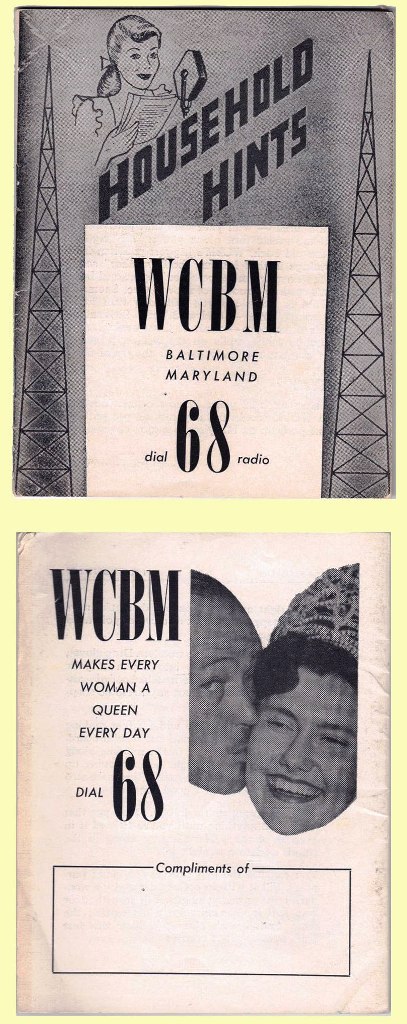 HOUSEHOLD
HINTS
WCBM
BALTIMORE
MARYLAND
dial 68 radio
WCBM
MAKES EVERY
WOMAN A
QUEEN
EVERY DAY
DIAL 68
Compliments of